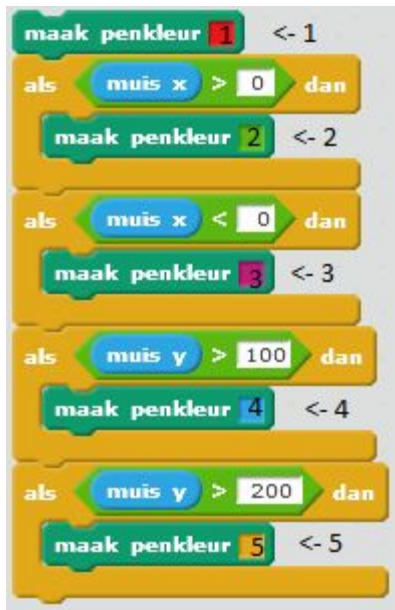 maak penkleur 1 <- 1
als muis x > 0 dan
maak penkleur 2 <- 2
als muis x < 0 dan
maak penkleur 3 <- 3
als muis y > 100 dan
maak penkleur 4 <- 4
als muis y > 200 dan
maak penkleur 5 <- 5